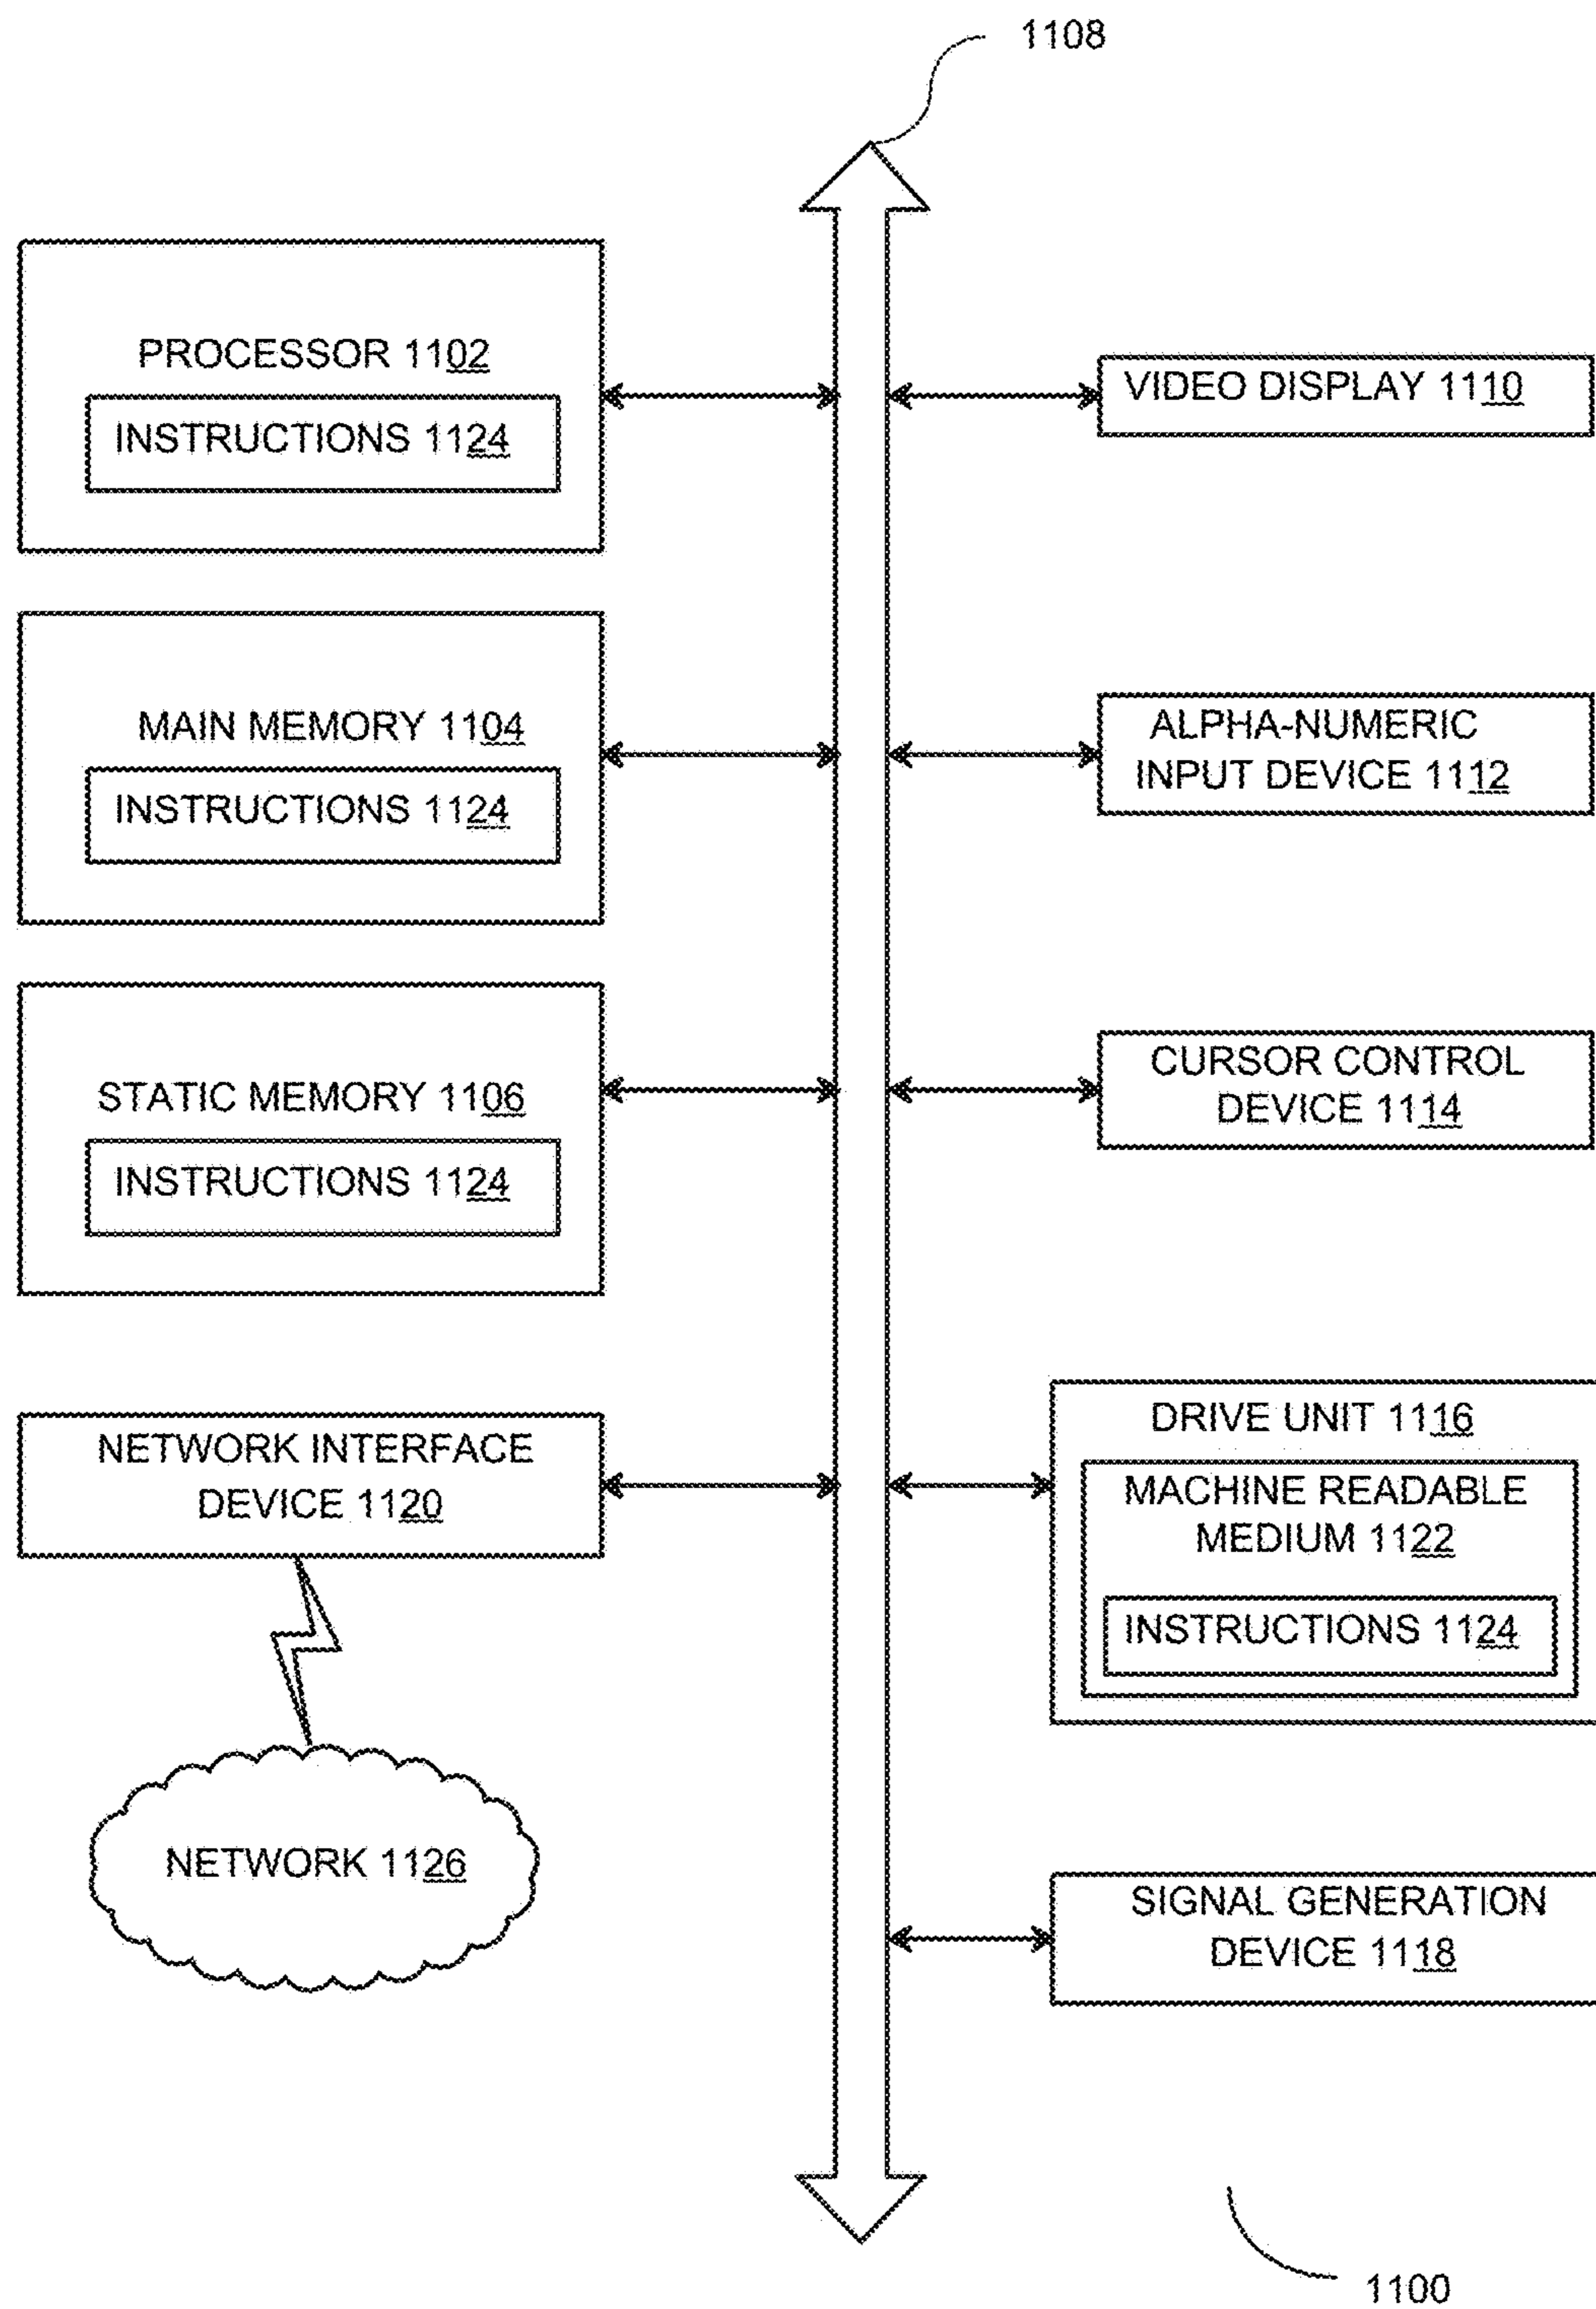 1108
PROCESSOR 1102
INSTRUCTIONS 1124
MAIN MEMORY 1104
INSTRUCTIONS 1124
STATIC MEMORY 1106
INSTRUCTIONS 1124
NETWORK INTERFACE
DEVICE 1120
NETWORK 1126
VIDEO DISPLAY 1110
ALPHA-NUMERIC
INPUT DEVICE 1112
CURSOR CONTROL
DEVICE 1114
DRIVE UNIT 1116
MACHINE READABLE
MEDIUM 1122
INSTRUCTIONS 1124
SIGNAL GENERATION
DEVICE 1118
1100